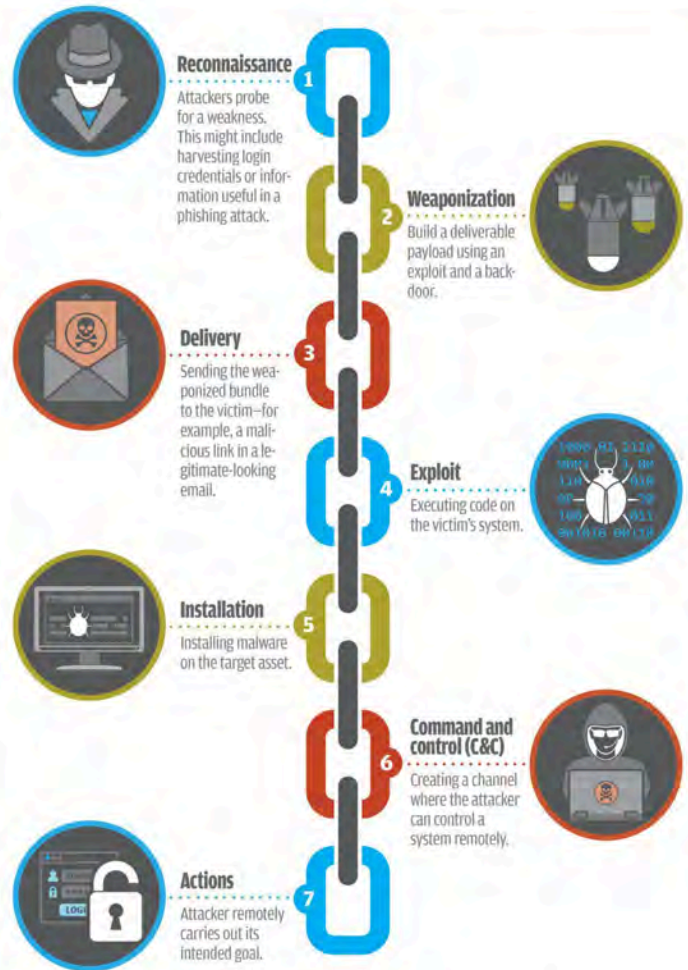 Reconnaissance
1
Attackers probe
for a weakness.
This might include
harvesting login
credentials or infor-
mation useful in a
phishing attack.
2
Weaponization
Build a deliverable
payload using an
exploit and a back-
door.
Delivery
3
Sending the wea-
ponized bundle
to the victim—for
example, a mali-
cious link in a le-
gitimate-looking
email.
4
Exploit
Executing code on
the victim's system.
Installation
5
Installing malware
on the target asset.
6
Command and
control (C&C)
Creating a channel
where the attacker
can control a
system remotely.
Actions
7
Attacker remotely
carries out its
intended goal.